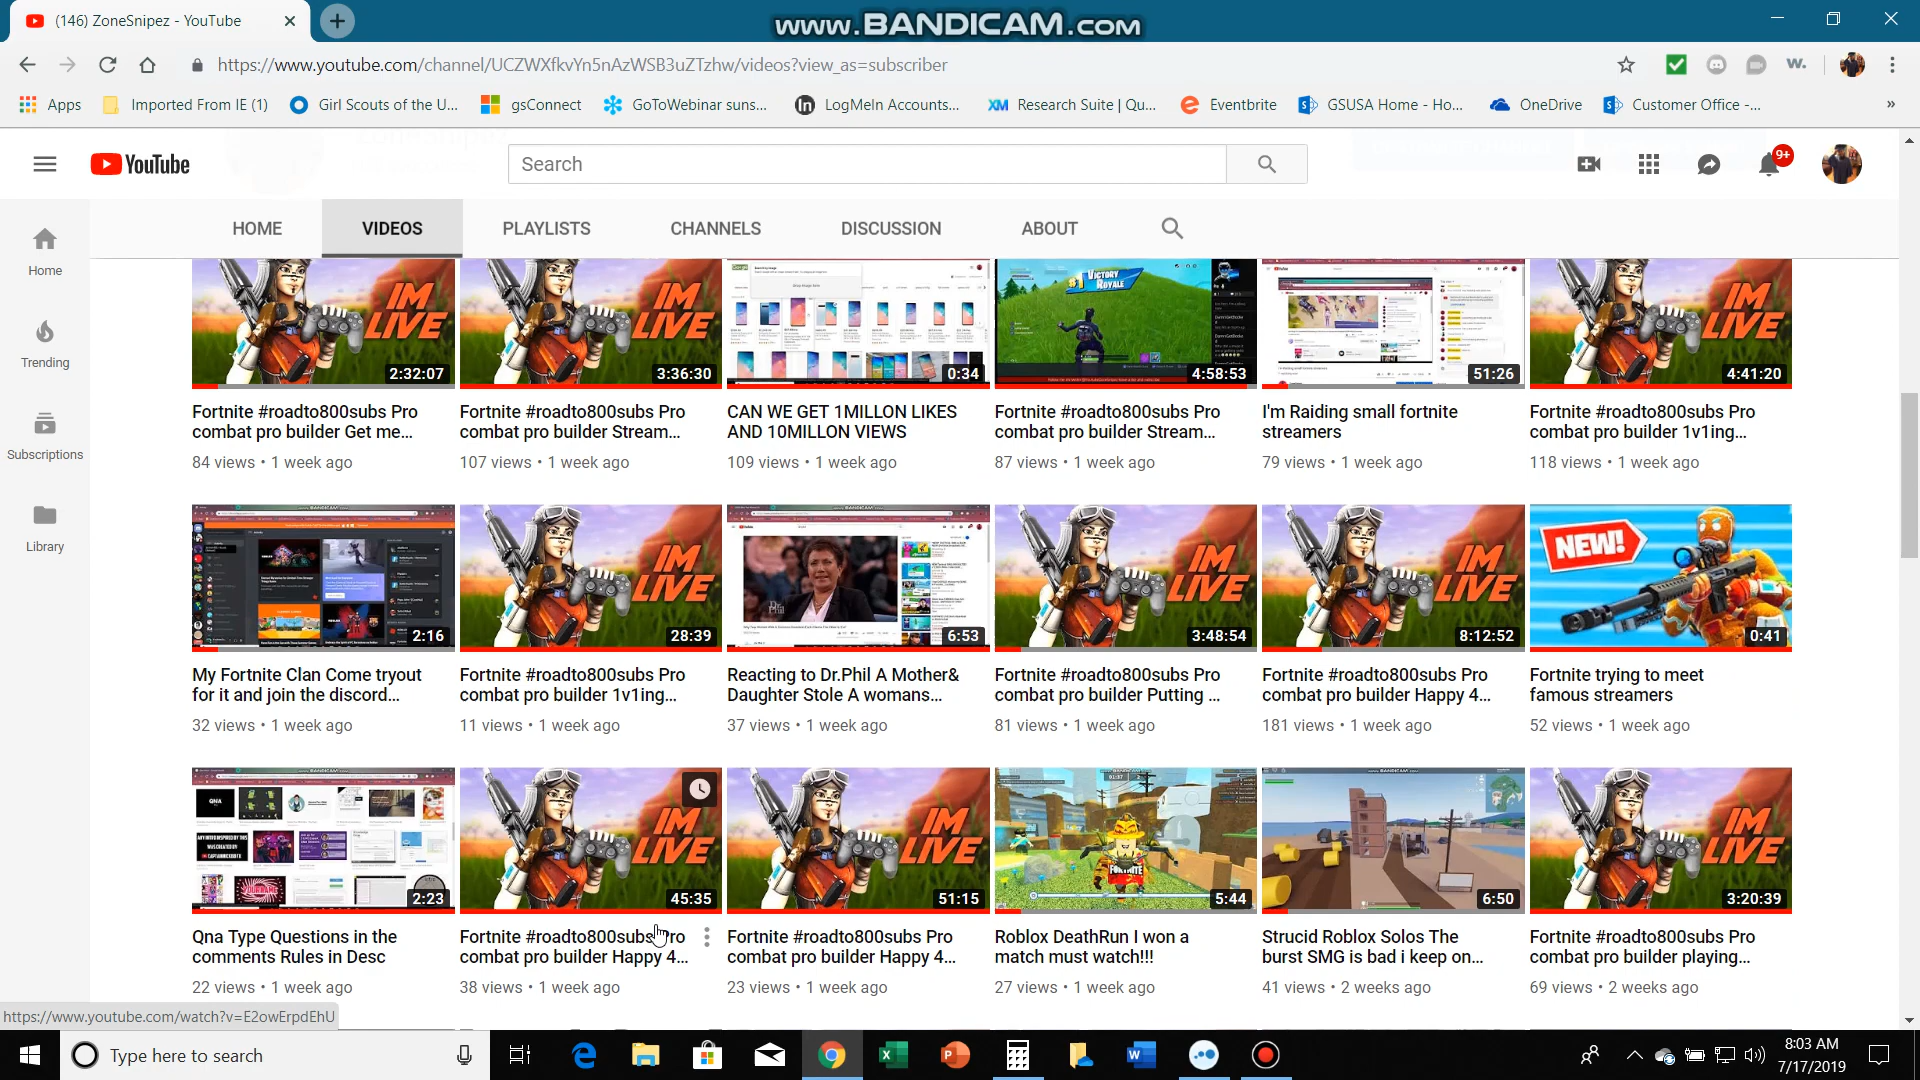 (146) ZoneSnipez - YouTube
www.BANDICAM.com
https://www.youtube.com/channel/UCZWXfkvYn5nAzWSB3uZTzhw/videos?view_as=subscriber
Apps
Imported From IE (1)
Girl Scouts of the U...
gsConnect
GoToWebinar suns...
LogMeIn Accounts...
Research Suite | Qu...
Eventbrite
GSUSA Home - Ho...
OneDrive
Customer Office -...
YouTube
Search
9+
HOME
VIDEOS
PLAYLISTS
CHANNELS
DISCUSSION
ABOUT
Home
Trending
Subscriptions
Library
IM LIVE
2:32:07
IM LIVE
3:36:30
0:34
#1 VICTORY ROYALE
4:58:53
51:26
IM LIVE
4:41:20
Fortnite #roadto800subs Pro
combat pro builder Get me...
84 views • 1 week ago
Fortnite #roadto800subs Pro
combat pro builder Stream...
107 views • 1 week ago
CAN WE GET 1MILLON LIKES
AND 10MILLON VIEWS
109 views • 1 week ago
Fortnite #roadto800subs Pro
combat pro builder Stream...
87 views • 1 week ago
I'm Raiding small fortnite
streamers
79 views • 1 week ago
Fortnite #roadto800subs Pro
combat pro builder 1v1ing...
118 views • 1 week ago
2:16
IM LIVE
28:39
6:53
IM LIVE
3:48:54
IM LIVE
8:12:52
NEW!
0:41
My Fortnite Clan Come tryout
for it and join the discord...
32 views • 1 week ago
Fortnite #roadto800subs Pro
combat pro builder 1v1ing...
11 views • 1 week ago
Reacting to Dr.Phil A Mother&
Daughter Stole A womans...
37 views • 1 week ago
Fortnite #roadto800subs Pro
combat pro builder Putting ...
81 views • 1 week ago
Fortnite #roadto800subs Pro
combat pro builder Happy 4...
181 views • 1 week ago
Fortnite trying to meet
famous streamers
52 views • 1 week ago
2:23
IM LIVE
45:35
IM LIVE
51:15
FORTNITE
5:44
6:50
IM LIVE
3:20:39
Qna Type Questions in the
comments Rules in Desc
22 views • 1 week ago
Fortnite #roadto800subs Pro
combat pro builder Happy 4...
38 views • 1 week ago
Fortnite #roadto800subs Pro
combat pro builder Happy 4...
23 views • 1 week ago
Roblox DeathRun I won a
match must watch!!!
27 views • 1 week ago
Strucid Roblox Solos The
burst SMG is bad i keep on...
41 views • 2 weeks ago
Fortnite #roadto800subs Pro
combat pro builder playing...
69 views • 2 weeks ago
https://www.youtube.com/watch?v=E2owErpdEhU
Type here to search
8:03 AM
7/17/2019